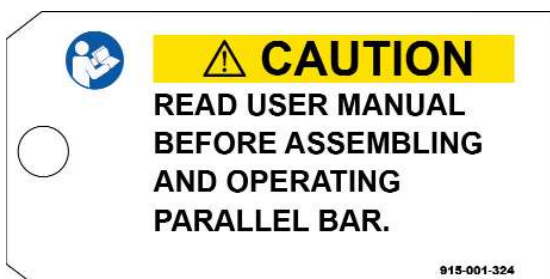 ⚠ CAUTION
READ USER MANUAL
BEFORE ASSEMBLING
AND OPERATING
PARALLEL BAR.
915-001-324